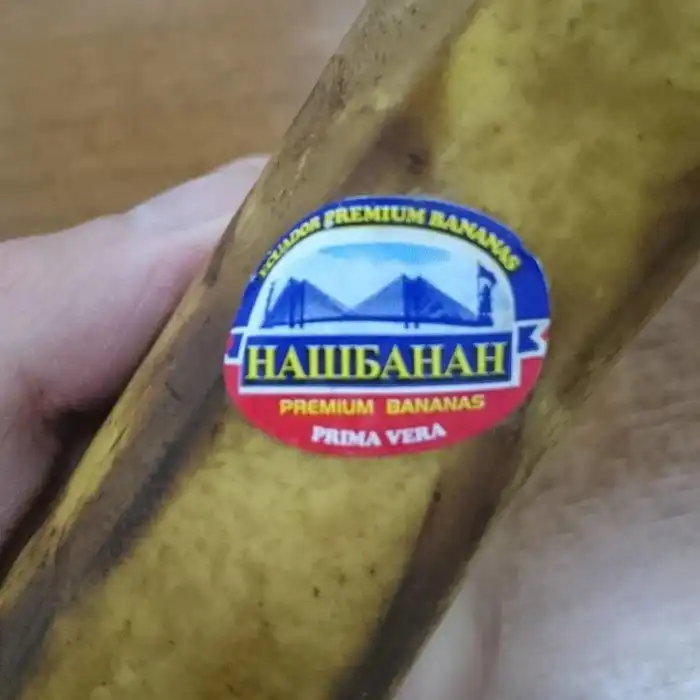 ECUADOR PREMIUM BANANAS
НАШБАНАН
PREMIUM BANANAS
PRIMA VERA